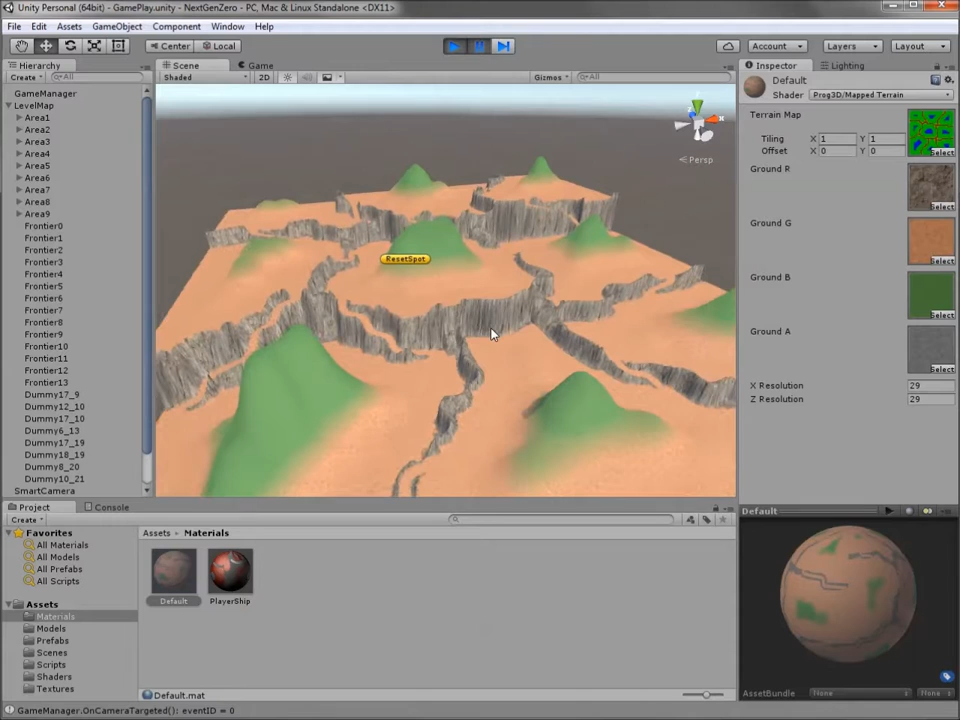 Unity Personal (64bit) - GamePlay.unity - NextGenZero - PC, Mac & Linux Standalone <DX11>
File Edit Assets GameObject Component Window Help
Center Local Account Layers Layout
Hierarchy
Create All
GameManager
LevelMap
Area1
Area2
Area3
Area4
Area5
Area6
Area7
Area8
Area9
Frontier0
Frontier1
Frontier2
Frontier3
Frontier4
Frontier5
Frontier6
Frontier7
Frontier8
Frontier9
Frontier10
Frontier11
Frontier12
Frontier13
Dummy17_9
Dummy12_10
Dummy17_10
Dummy6_13
Dummy17_19
Dummy18_19
Dummy8_20
Dummy10_21
SmartCamera
Scene Game
Shaded 2D Gizmos All
y
x
Persp
ResetSpot
Inspector Lighting
Default
Shader Prog3D/Mapped Terrain
Terrain Map
Tiling X 1 Y 1
Offset X 0 Y 0
Select
Ground R
Select
Ground G
Select
Ground B
Select
Ground A
Select
X Resolution 29
Z Resolution 29
Project Console
Create
Favorites
All Materials
All Models
All Prefabs
All Scripts
Assets
Materials
Models
Prefabs
Scenes
Scripts
Shaders
Textures
Assets Materials
Default PlayerShip
Default.mat
Default
AssetBundle None None
GameManager.OnCameraTargeted(): eventID = 0